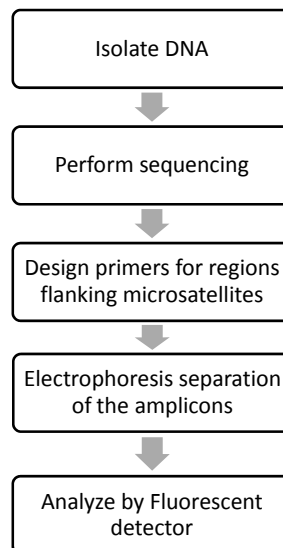 Isolate DNA
Perform sequencing
Design primers for regions
flanking microsatellites
Electrophoresis separation
of the amplicons
Analyze by Fluorescent
detector